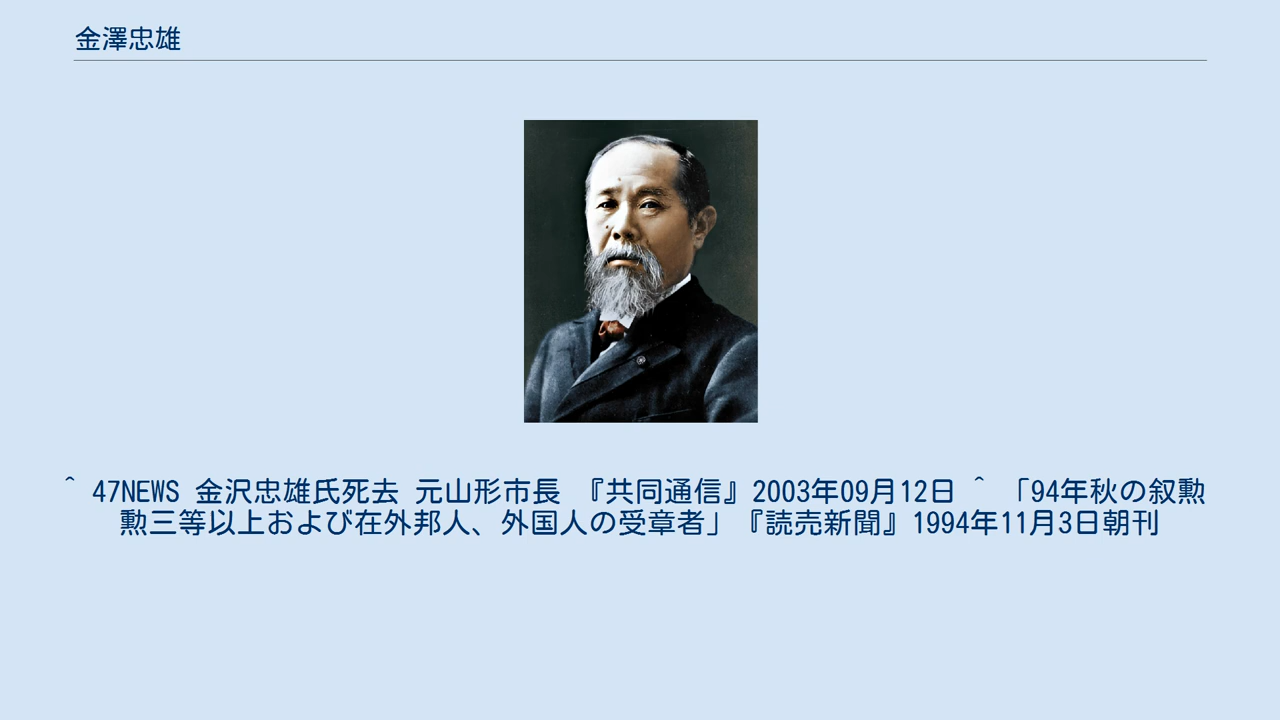 金澤忠雄
^ 47NEWS 金沢忠雄氏死去 元山形市長 『共同通信』2003年09月12日 ^ 「94年秋の叙勲
勲三等以上および在外邦人、外国人の受章者」『読売新聞』1994年11月3日朝刊